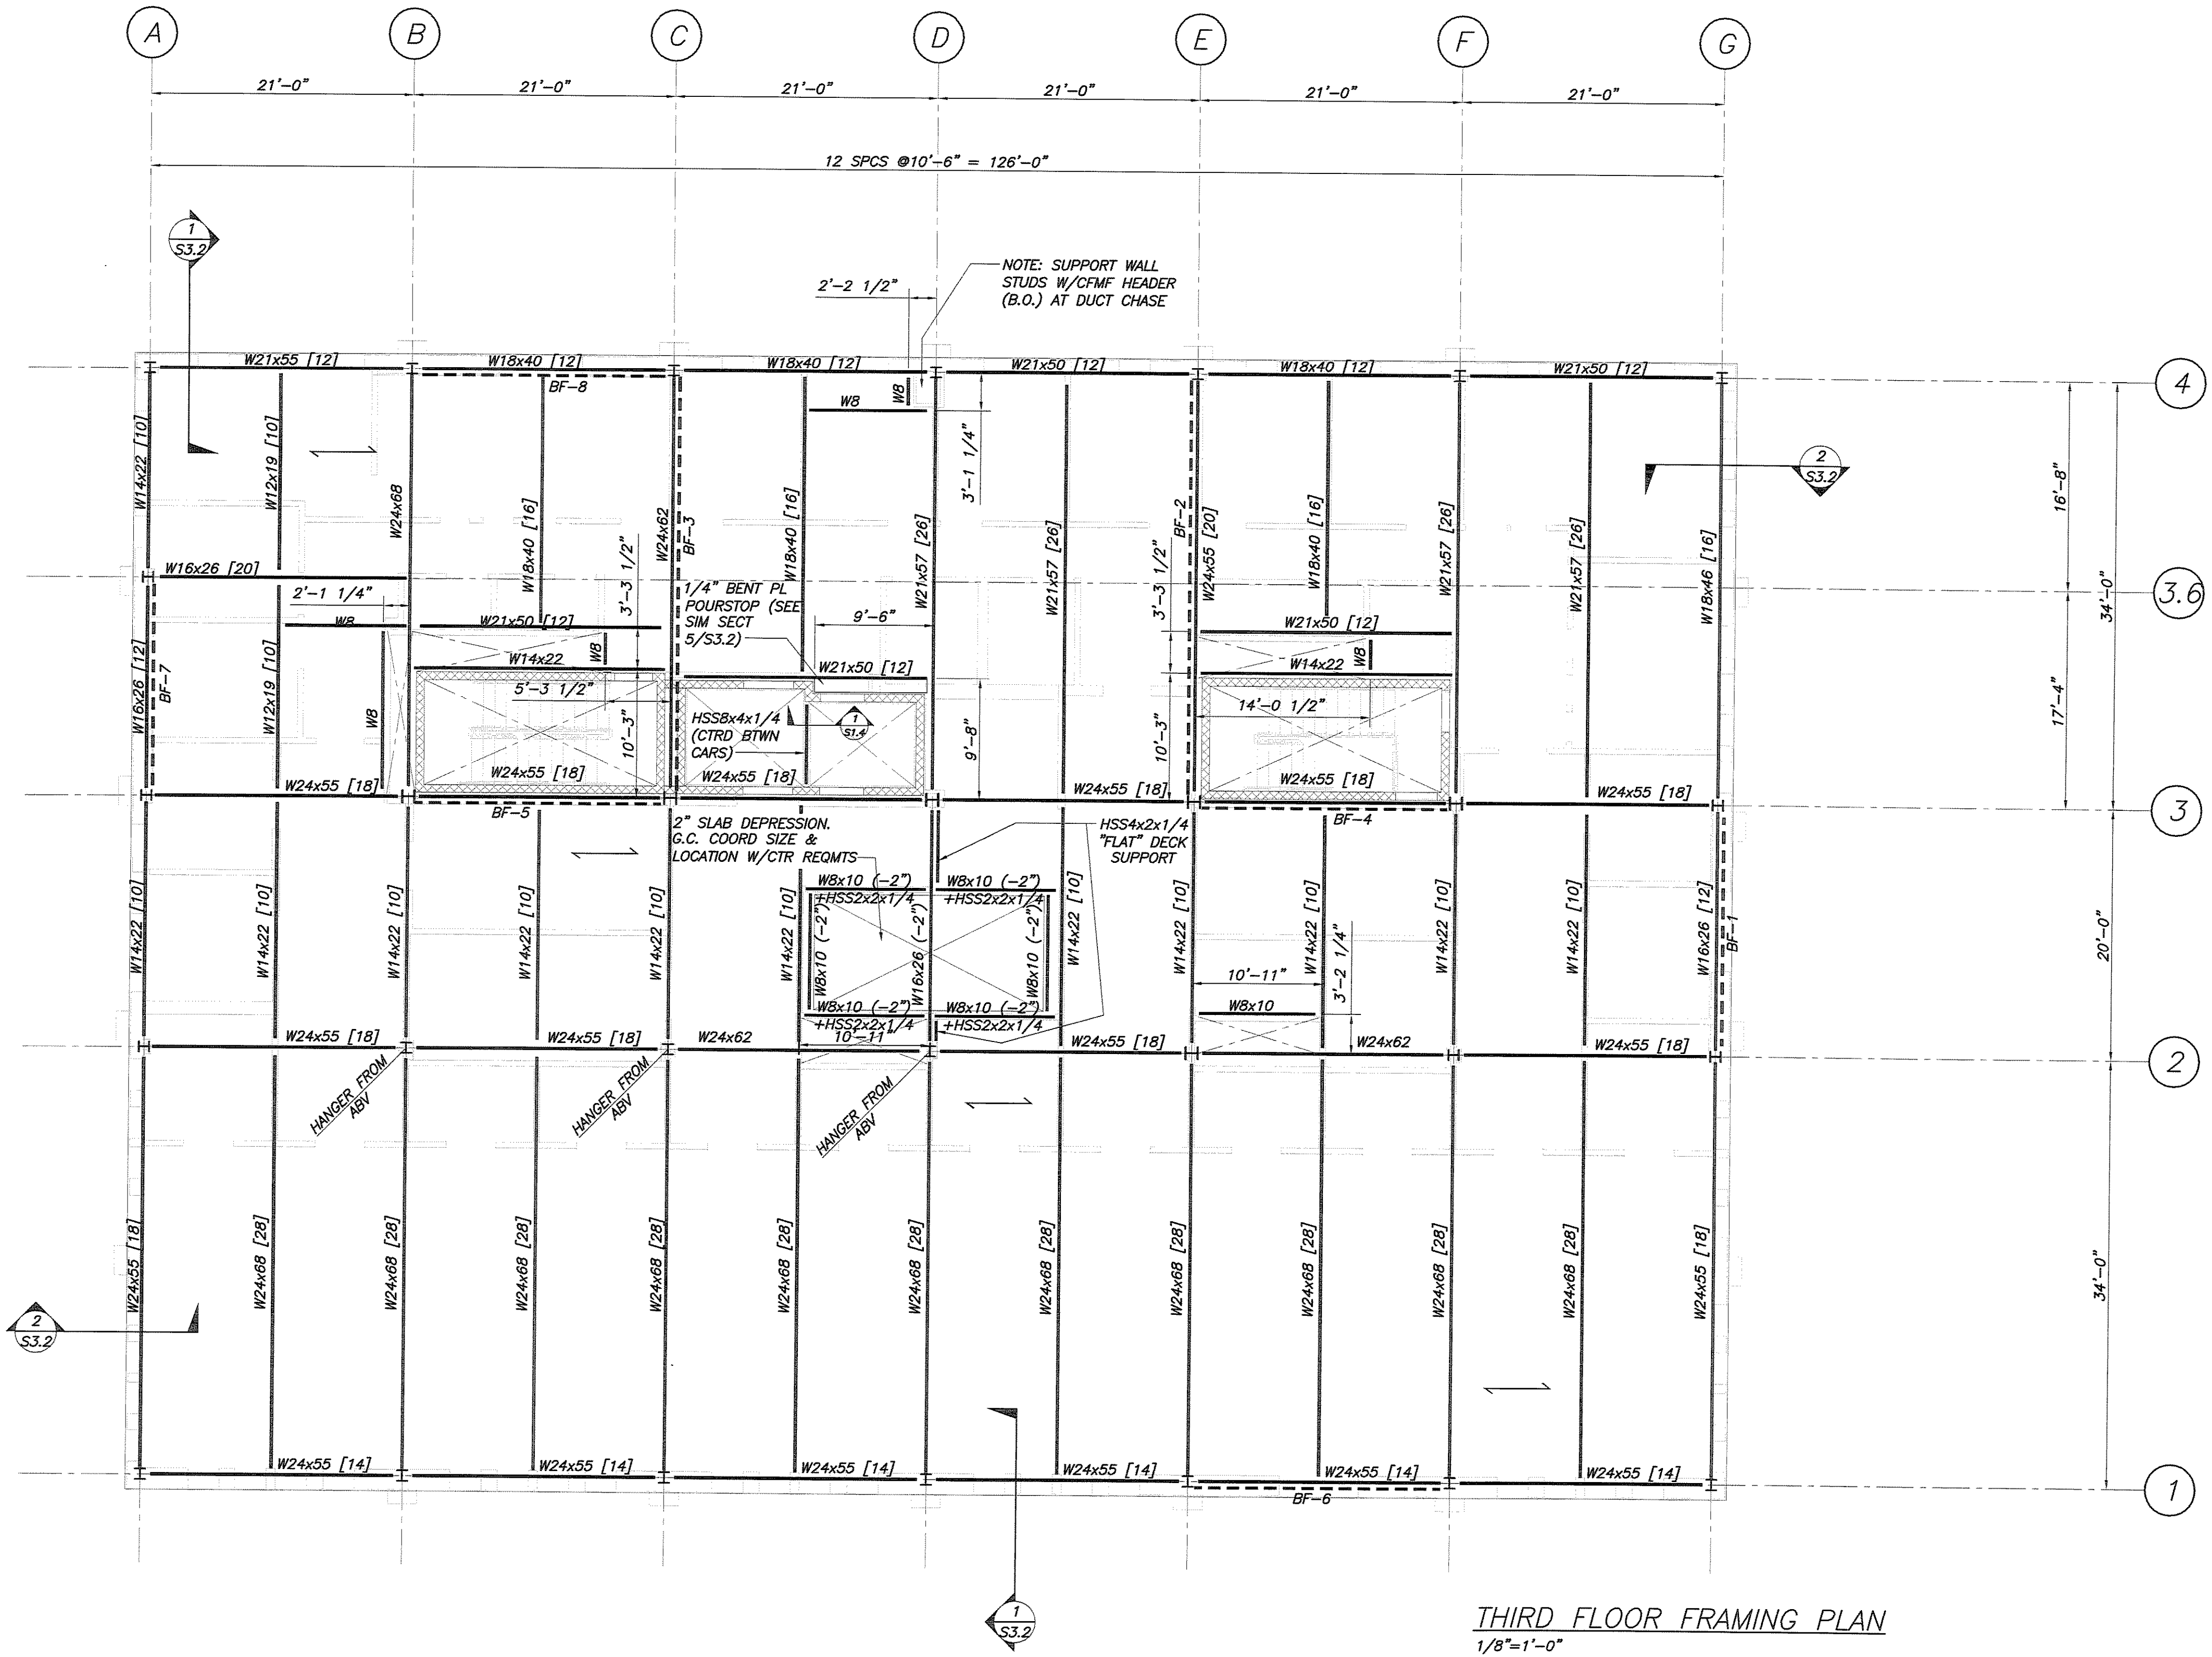 A B C D E F G
21'-0" 21'-0" 21'-0" 21'-0" 21'-0" 21'-0"
12 SPCS @10'-6" = 126'-0"
1
S3.2
NOTE: SUPPORT WALL
STUDS W/CFMF HEADER
(B.O.) AT DUCT CHASE
2'-2 1/2"
W21x55 [12] W18x40 [12] W18x40 [12] W21x50 [12] W18x40 [12] W21x50 [12]
4
BF-8
W8
W8
3'-1 1/4"
W14x22 [10]
W12x19 [10]
W24x68
W18x40 [16]
W24x62
BF-3
W18x40 [16]
W21x57 [26]
W21x57 [26]
BF-2
W24x55 [20]
W18x40 [16]
W21x57 [26]
W21x57 [26]
W18x46 [16]
2
S3.2
16'-8"
34'-0"
17'-4"
3.6
W16x26 [20]
2'-1 1/4"
W8
W21x50 [12]
3'-3 1/2"
W14x22
W8
5'-3 1/2"
1/4" BENT PL
POURSTOP (SEE
SIM SECT
5/S3.2)
9'-6"
W21x50 [12]
3'-3 1/2"
W21x50 [12]
W14x22
W8
14'-0 1/2"
W16x26 [12]
BF-7
W12x19 [10]
W8
10'-3"
HSS8x4x1/4
(CTRD BTWN
CARS)
1
S1.4
9'-8"
10'-3"
W24x55 [18] W24x55 [18] W24x55 [18] W24x55 [18] W24x55 [18] W24x55 [18]
3
BF-5
BF-4
2" SLAB DEPRESSION.
G.C. COORD SIZE &
LOCATION W/CTR REQMTS
HSS4x2x1/4
"FLAT" DECK
SUPPORT
W8x10 (-2") W8x10 (-2")
+HSS2x2x1/4 +HSS2x2x1/4
W14x22 [10]
W14x22 [10]
W14x22 [10]
W14x22 [10]
W14x22 [10]
W14x22 [10]
W8x10 (-2")
W16x26 (-2")
W8x10 (-2")
W14x22 [10]
W14x22 [10]
W14x22 [10]
W14x22 [10]
W14x22 [10]
W16x26 [12]
BF-1
20'-0"
10'-11"
3'-2 1/4"
W8x10
W8x10 (-2") W8x10 (-2")
+HSS2x2x1/4 +HSS2x2x1/4
10'-11"
W24x55 [18] W24x55 [18] W24x62 W24x55 [18] W24x62 W24x55 [18]
2
HANGER FROM
ABV
HANGER FROM
ABV
HANGER FROM
ABV
W24x55 [18]
W24x68 [28]
W24x68 [28]
W24x68 [28]
W24x68 [28]
W24x68 [28]
W24x68 [28]
W24x68 [28]
W24x68 [28]
W24x68 [28]
W24x68 [28]
W24x68 [28]
W24x55 [18]
34'-0"
2
S3.2
W24x55 [14] W24x55 [14] W24x55 [14] W24x55 [14] W24x55 [14] W24x55 [14]
1
BF-6
1
S3.2
THIRD FLOOR FRAMING PLAN
1/8"=1'-0"